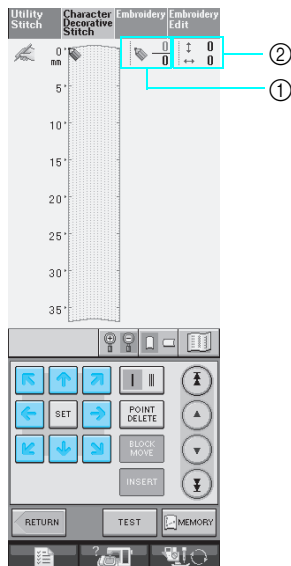 Utility Stitch
Character Decorative Stitch
Embroidery
Embroidery Edit
0
mm
0
0
0
0
②
①
5
10
15
20
25
30
35
SET
POINT DELETE
BLOCK MOVE
INSERT
RETURN
TEST
MEMORY